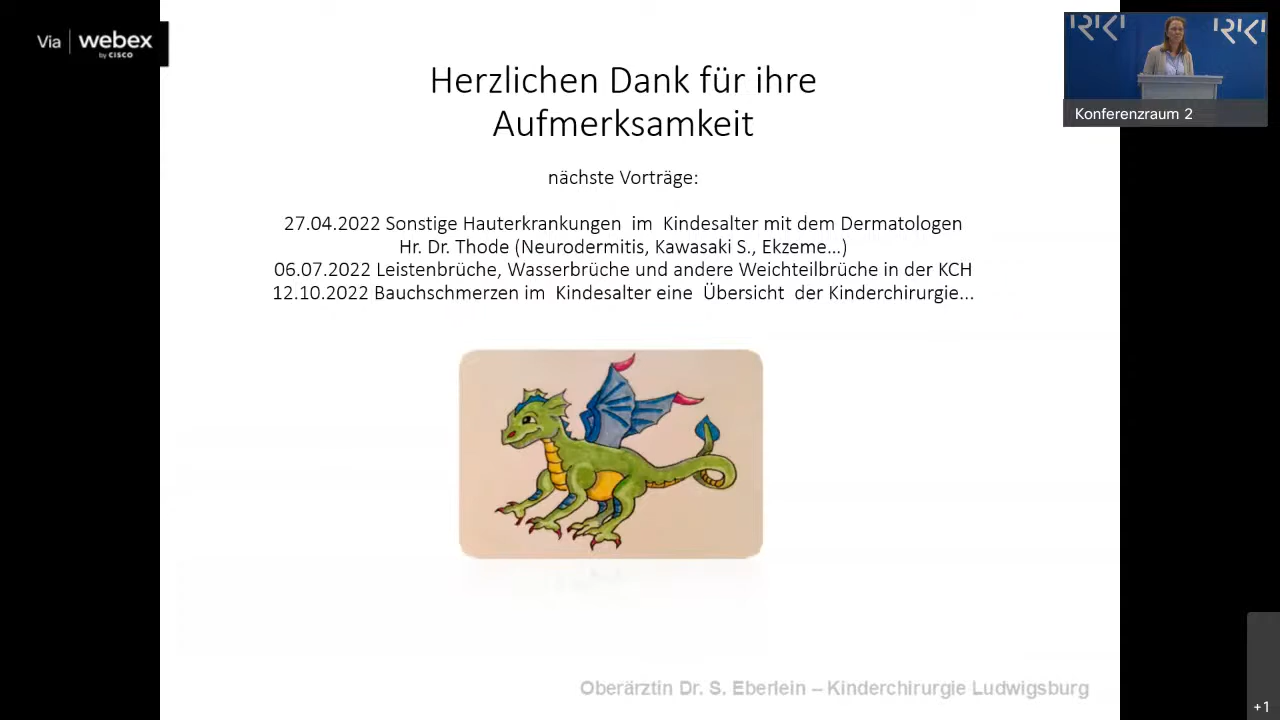 Via webex
by CISCO
RKI RKI
Konferenzraum 2
Herzlichen Dank für ihre
Aufmerksamkeit
nächste Vorträge:
27.04.2022 Sonstige Hauterkrankungen im Kindesalter mit dem Dermatologen
Hr. Dr. Thode (Neurodermitis, Kawasaki S., Ekzeme...)
06.07.2022 Leistenbrüche, Wasserbrüche und andere Weichteilbrüche in der KCH
12.10.2022 Bauchschmerzen im Kindesalter eine Übersicht der Kinderchirurgie...
Oberärztin Dr. S. Eberlein – Kinderchirurgie Ludwigsburg
+1